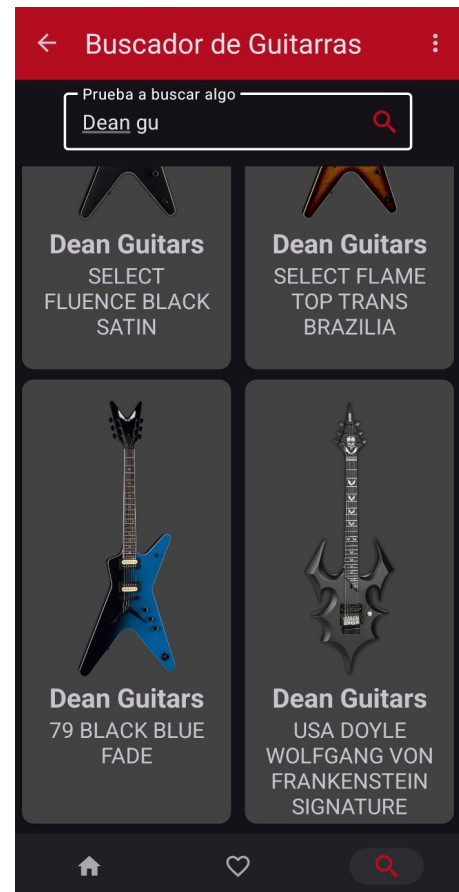 Buscador de Guitarras
Prueba a buscar algo
Dean gu
Dean Guitars
SELECT
FLUENCE BLACK
SATIN
Dean Guitars
SELECT FLAME
TOP TRANS
BRAZILIA
Dean Guitars
79 BLACK BLUE
FADE
Dean Guitars
USA DOYLE
WOLFGANG VON
FRANKENSTEIN
SIGNATURE